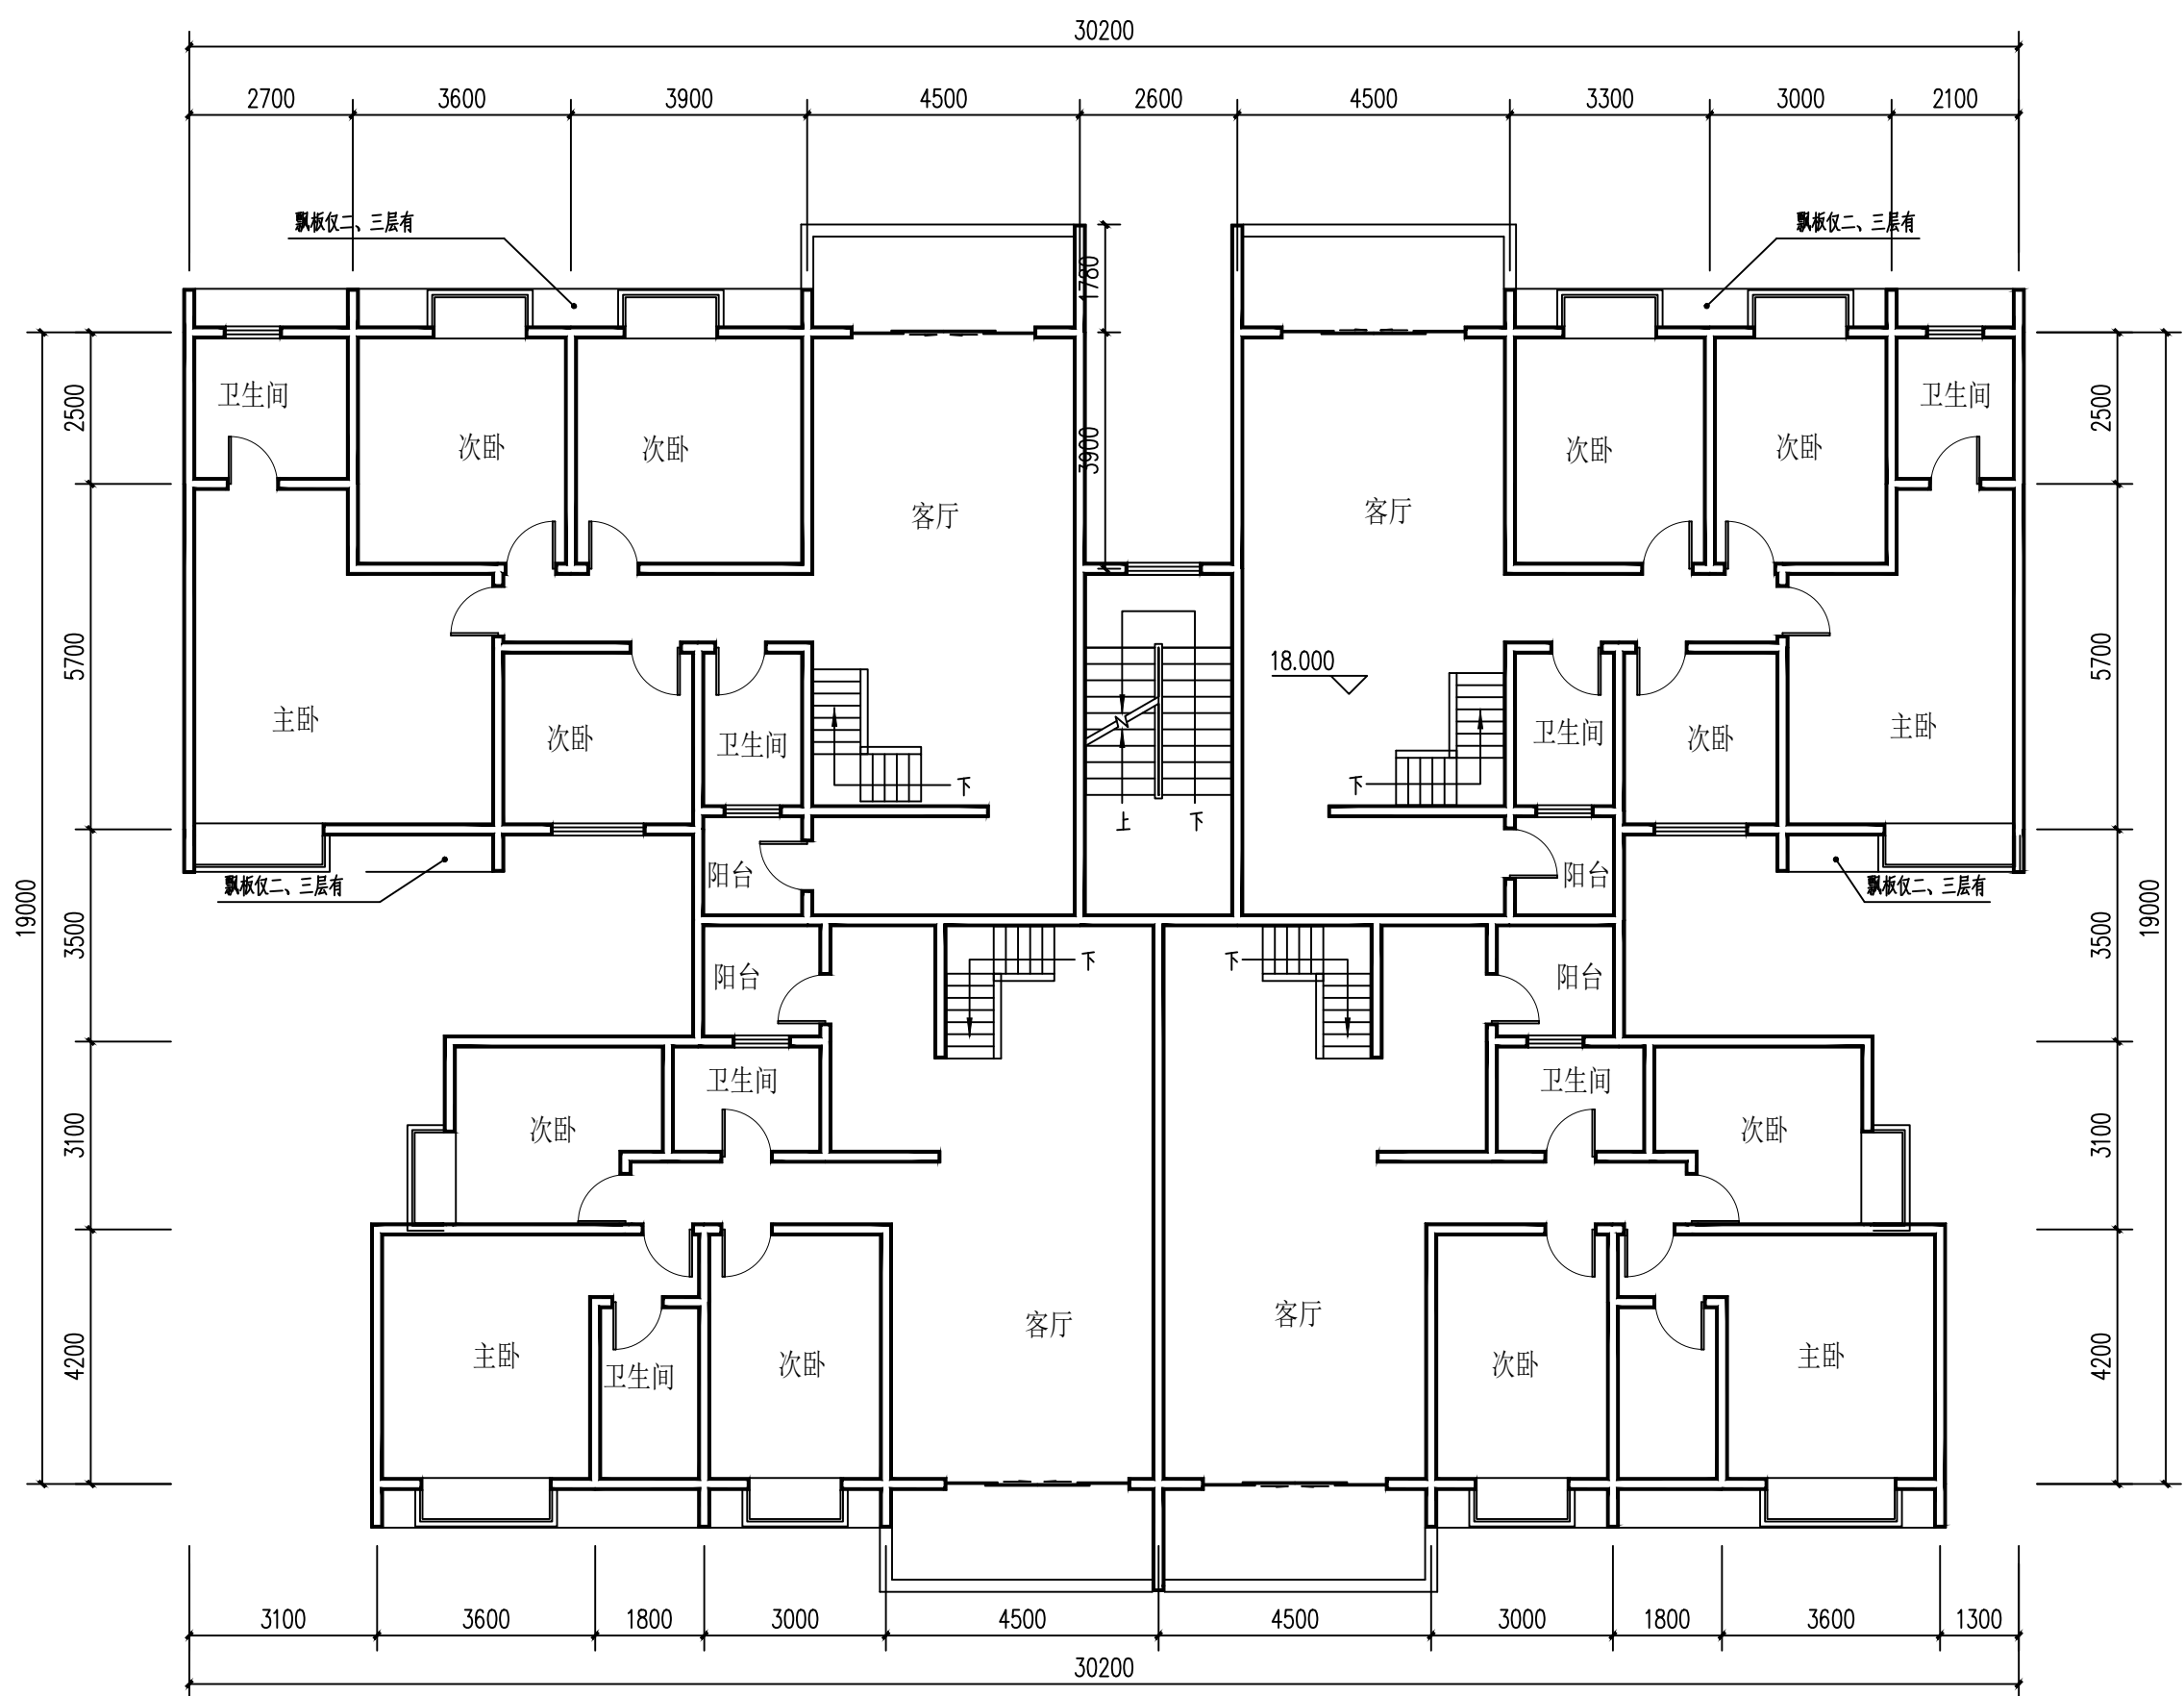 30200
2700 3600 3900 4500 2600 4500 3300 3000 2100
飘板仅二、三层有 飘板仅二、三层有
1780
卫生间 次卧 次卧 客厅 3900 客厅 次卧 次卧 卫生间
2500 2500
5700 5700
18.000
主卧 次卧 卫生间 下 下 卫生间 次卧 主卧
上 下
阳台 阳台
飘板仅二、三层有 飘板仅二、三层有
19000 3500 3500 19000
阳台 下 下 阳台
卫生间 卫生间
3100 次卧 次卧 3100
客厅 客厅
4200 主卧 卫生间 次卧 次卧 主卧 4200
3100 3600 1800 3000 4500 4500 3000 1800 3600 1300
30200